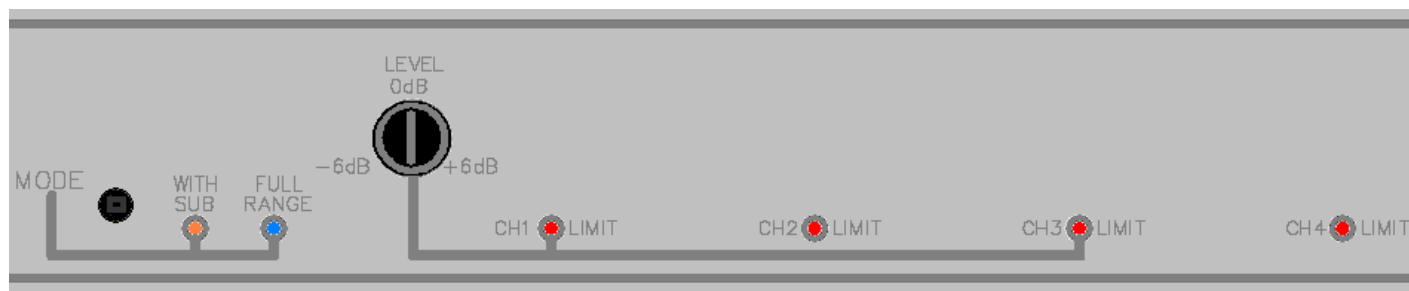 LEVEL
0dB
-6dB
+6dB
MODE
WITH
SUB
FULL
RANGE
CH1 LIMIT
CH2 LIMIT
CH3 LIMIT
CH4 LIMIT